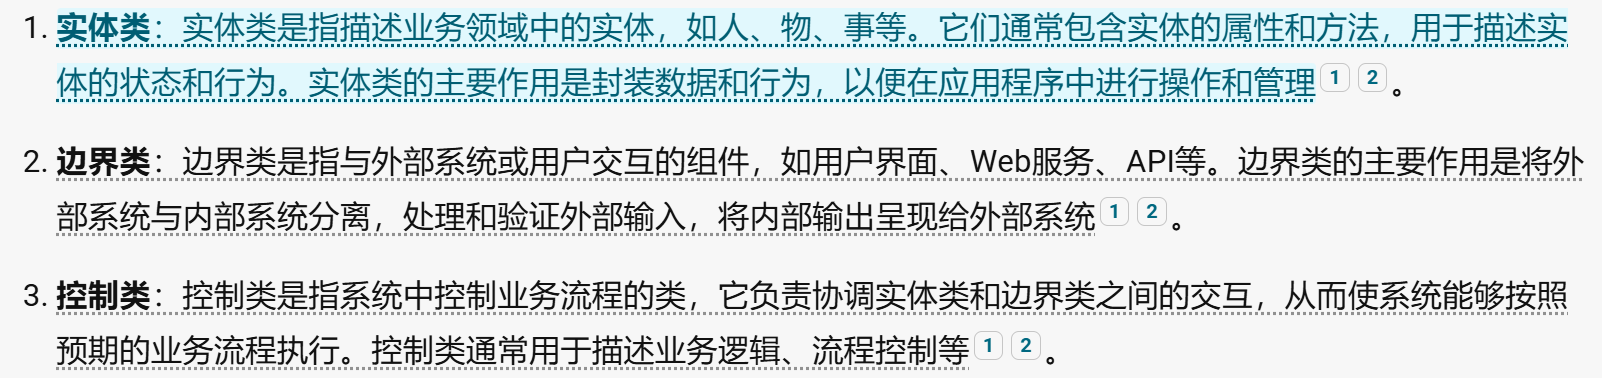 1. 实体类：实体类是指描述业务领域中的实体，如人、物、事等。它们通常包含实体的属性和方法，用于描述实
体的状态和行为。实体类的主要作用是封装数据和行为，以便在应用程序中进行操作和管理 1 2 。
2. 边界类：边界类是指与外部系统或用户交互的组件，如用户界面、Web服务、API等。边界类的主要作用是将外
部系统与内部系统分离，处理和验证外部输入，将内部输出呈现给外部系统 1 2 。
3. 控制类：控制类是指系统中控制业务流程的类，它负责协调实体类和边界类之间的交互，从而使系统能够按照
预期的业务流程执行。控制类通常用于描述业务逻辑、流程控制等 1 2 。